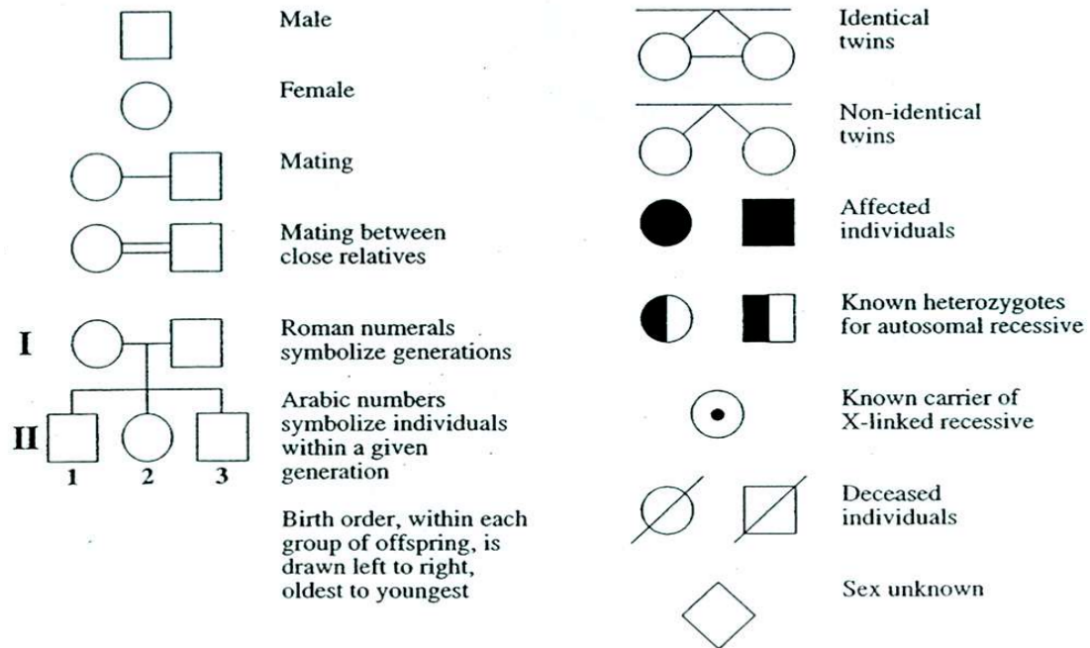 Male
Female
Mating
Mating between
close relatives
I
Roman numerals
symbolize generations
II
1 2 3
Arabic numbers
symbolize individuals
within a given
generation
Birth order, within each
group of offspring, is
drawn left to right,
oldest to youngest
Identical
twins
Non-identical
twins
Affected
individuals
Known heterozygotes
for autosomal recessive
Known carrier of
X-linked recessive
Deceased
individuals
Sex unknown